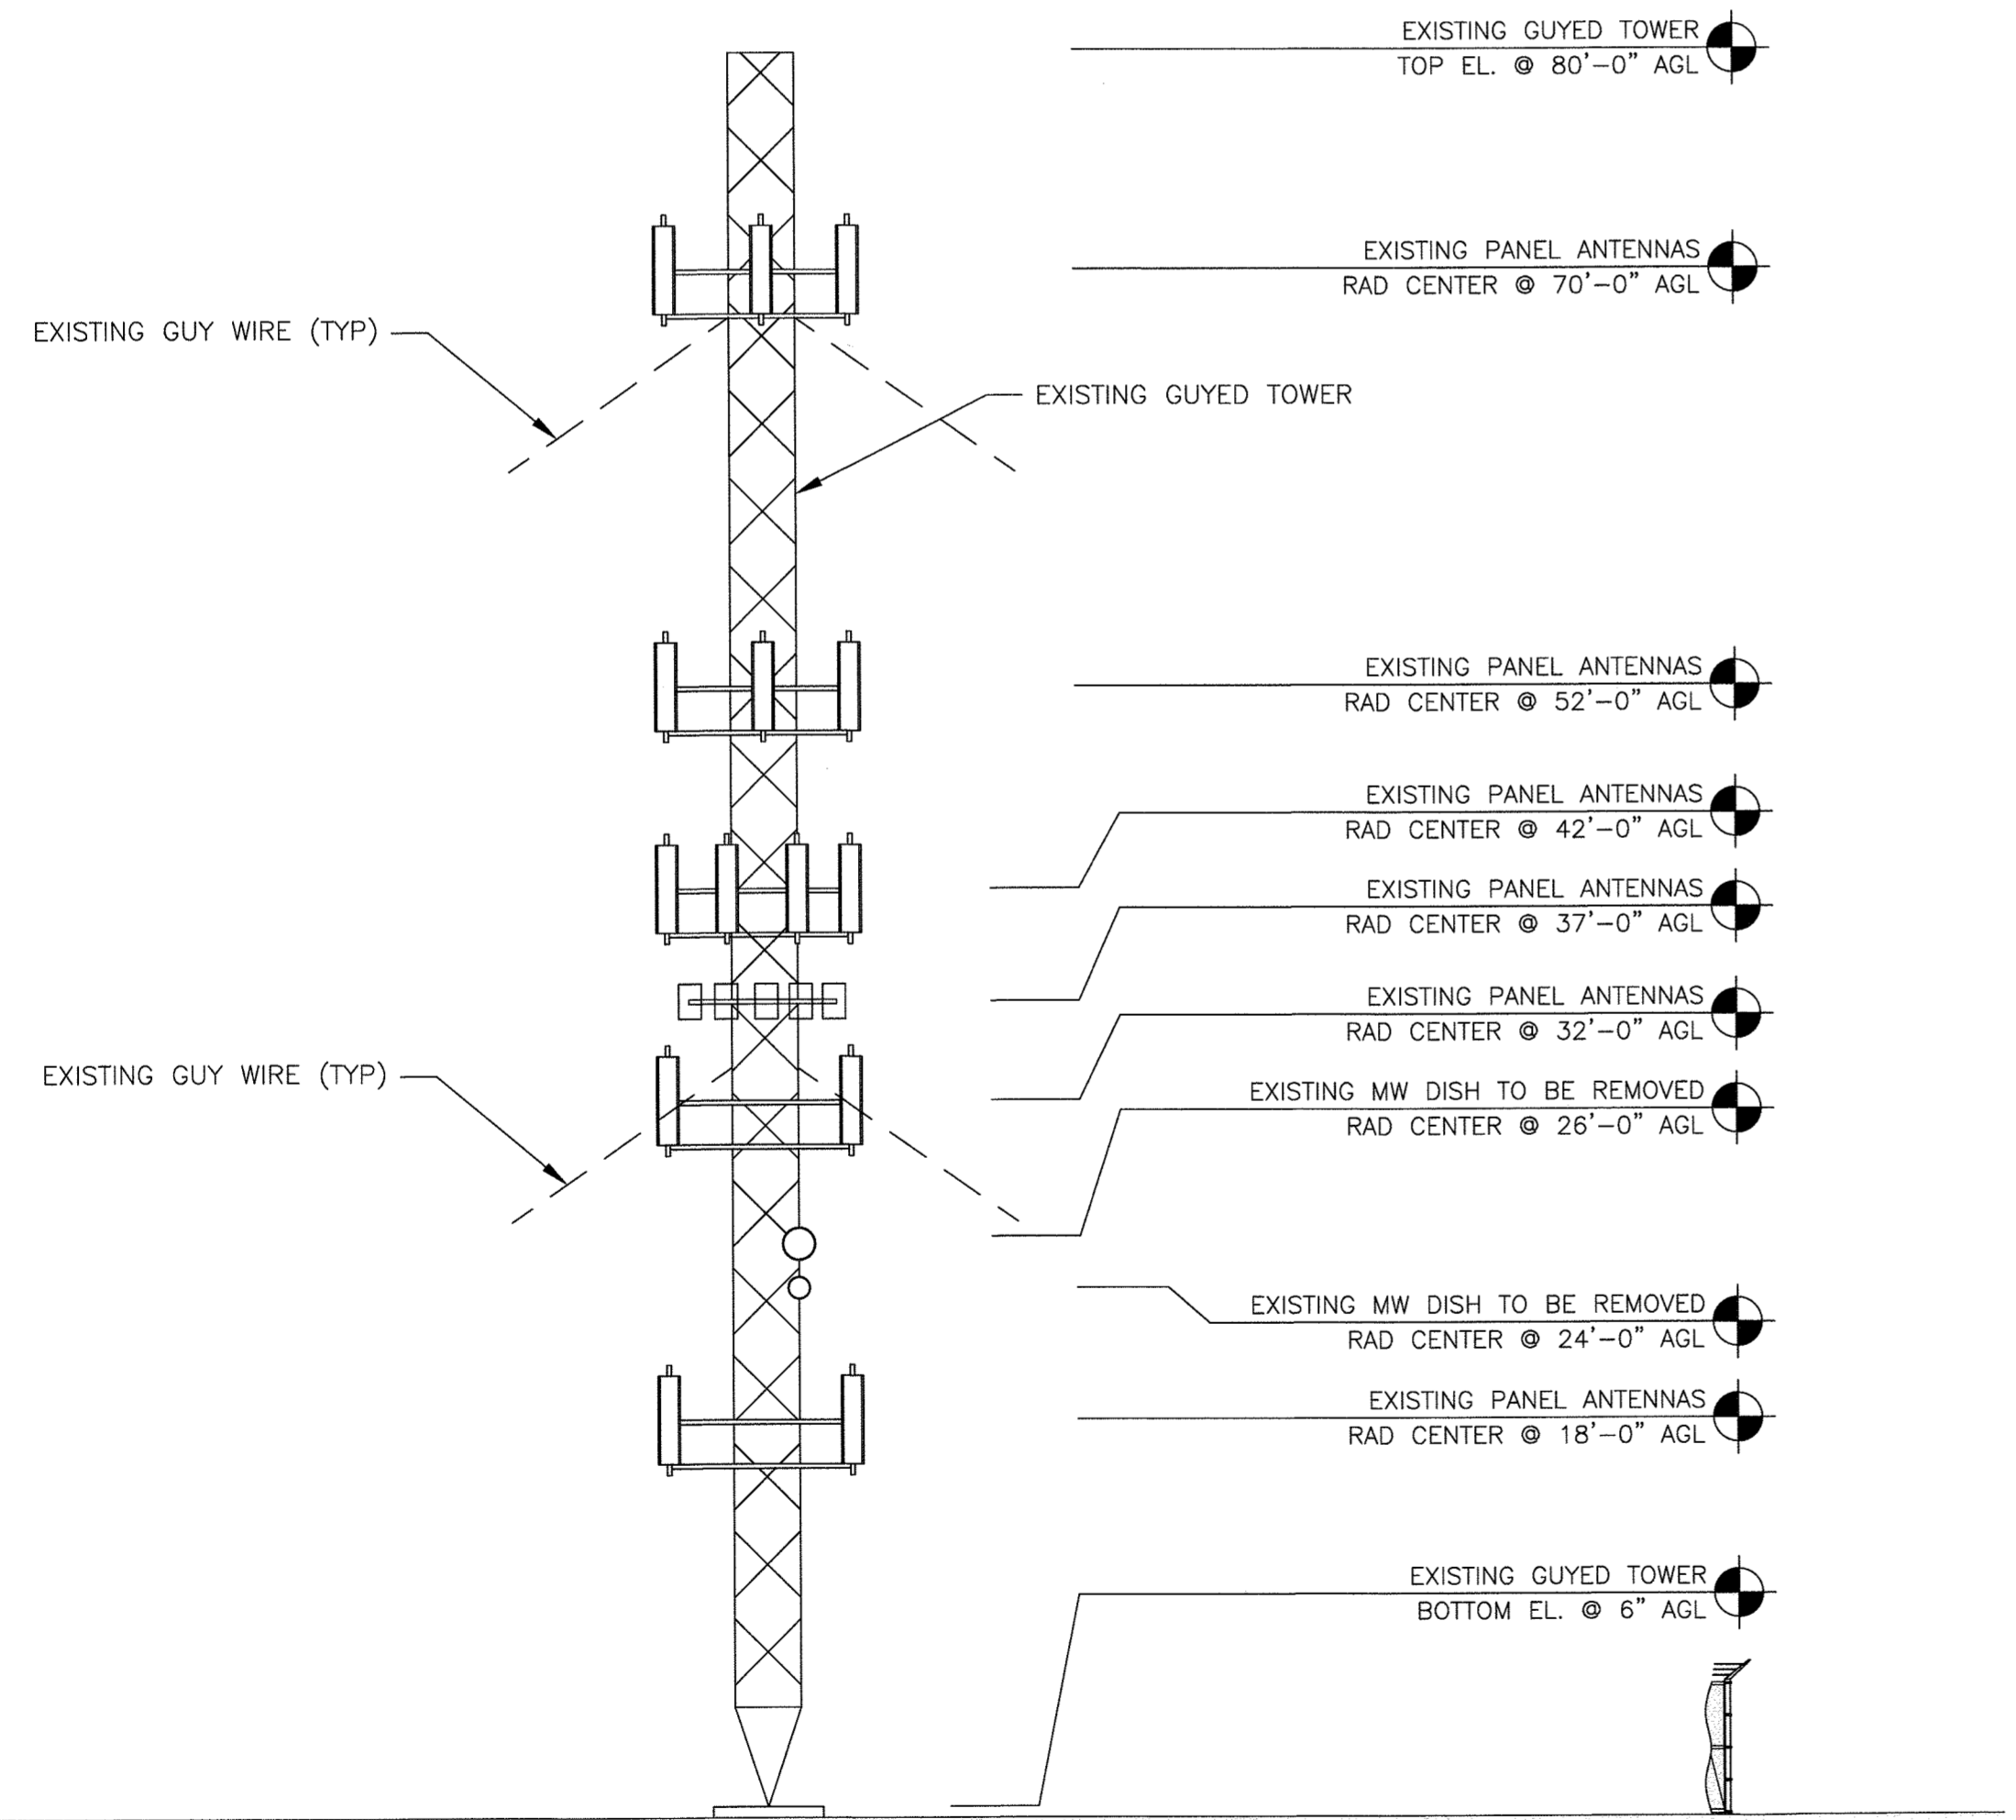 EXISTING GUYED TOWER
TOP EL. @ 80'-0" AGL
EXISTING PANEL ANTENNAS
RAD CENTER @ 70'-0" AGL
EXISTING GUY WIRE (TYP)
EXISTING GUYED TOWER
EXISTING PANEL ANTENNAS
RAD CENTER @ 52'-0" AGL
EXISTING PANEL ANTENNAS
RAD CENTER @ 42'-0" AGL
EXISTING PANEL ANTENNAS
RAD CENTER @ 37'-0" AGL
EXISTING PANEL ANTENNAS
RAD CENTER @ 32'-0" AGL
EXISTING GUY WIRE (TYP)
EXISTING MW DISH TO BE REMOVED
RAD CENTER @ 26'-0" AGL
EXISTING MW DISH TO BE REMOVED
RAD CENTER @ 24'-0" AGL
EXISTING PANEL ANTENNAS
RAD CENTER @ 18'-0" AGL
EXISTING GUYED TOWER
BOTTOM EL. @ 6" AGL